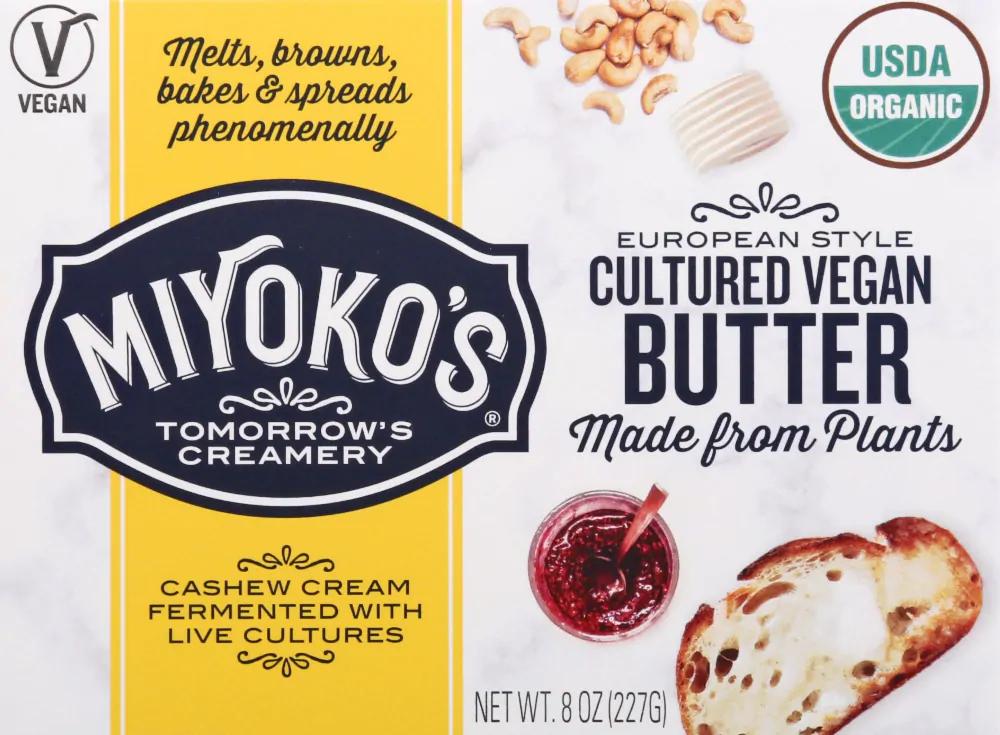 VEGAN
Melts, browns,
bakes & spreads
phenomenally
USDA
ORGANIC
MIYOKO'S®
TOMORROW'S
CREAMERY
EUROPEAN STYLE
CULTURED VEGAN
BUTTER
Made from Plants
CASHEW CREAM
FERMENTED WITH
LIVE CULTURES
NET WT. 8 OZ (227G)